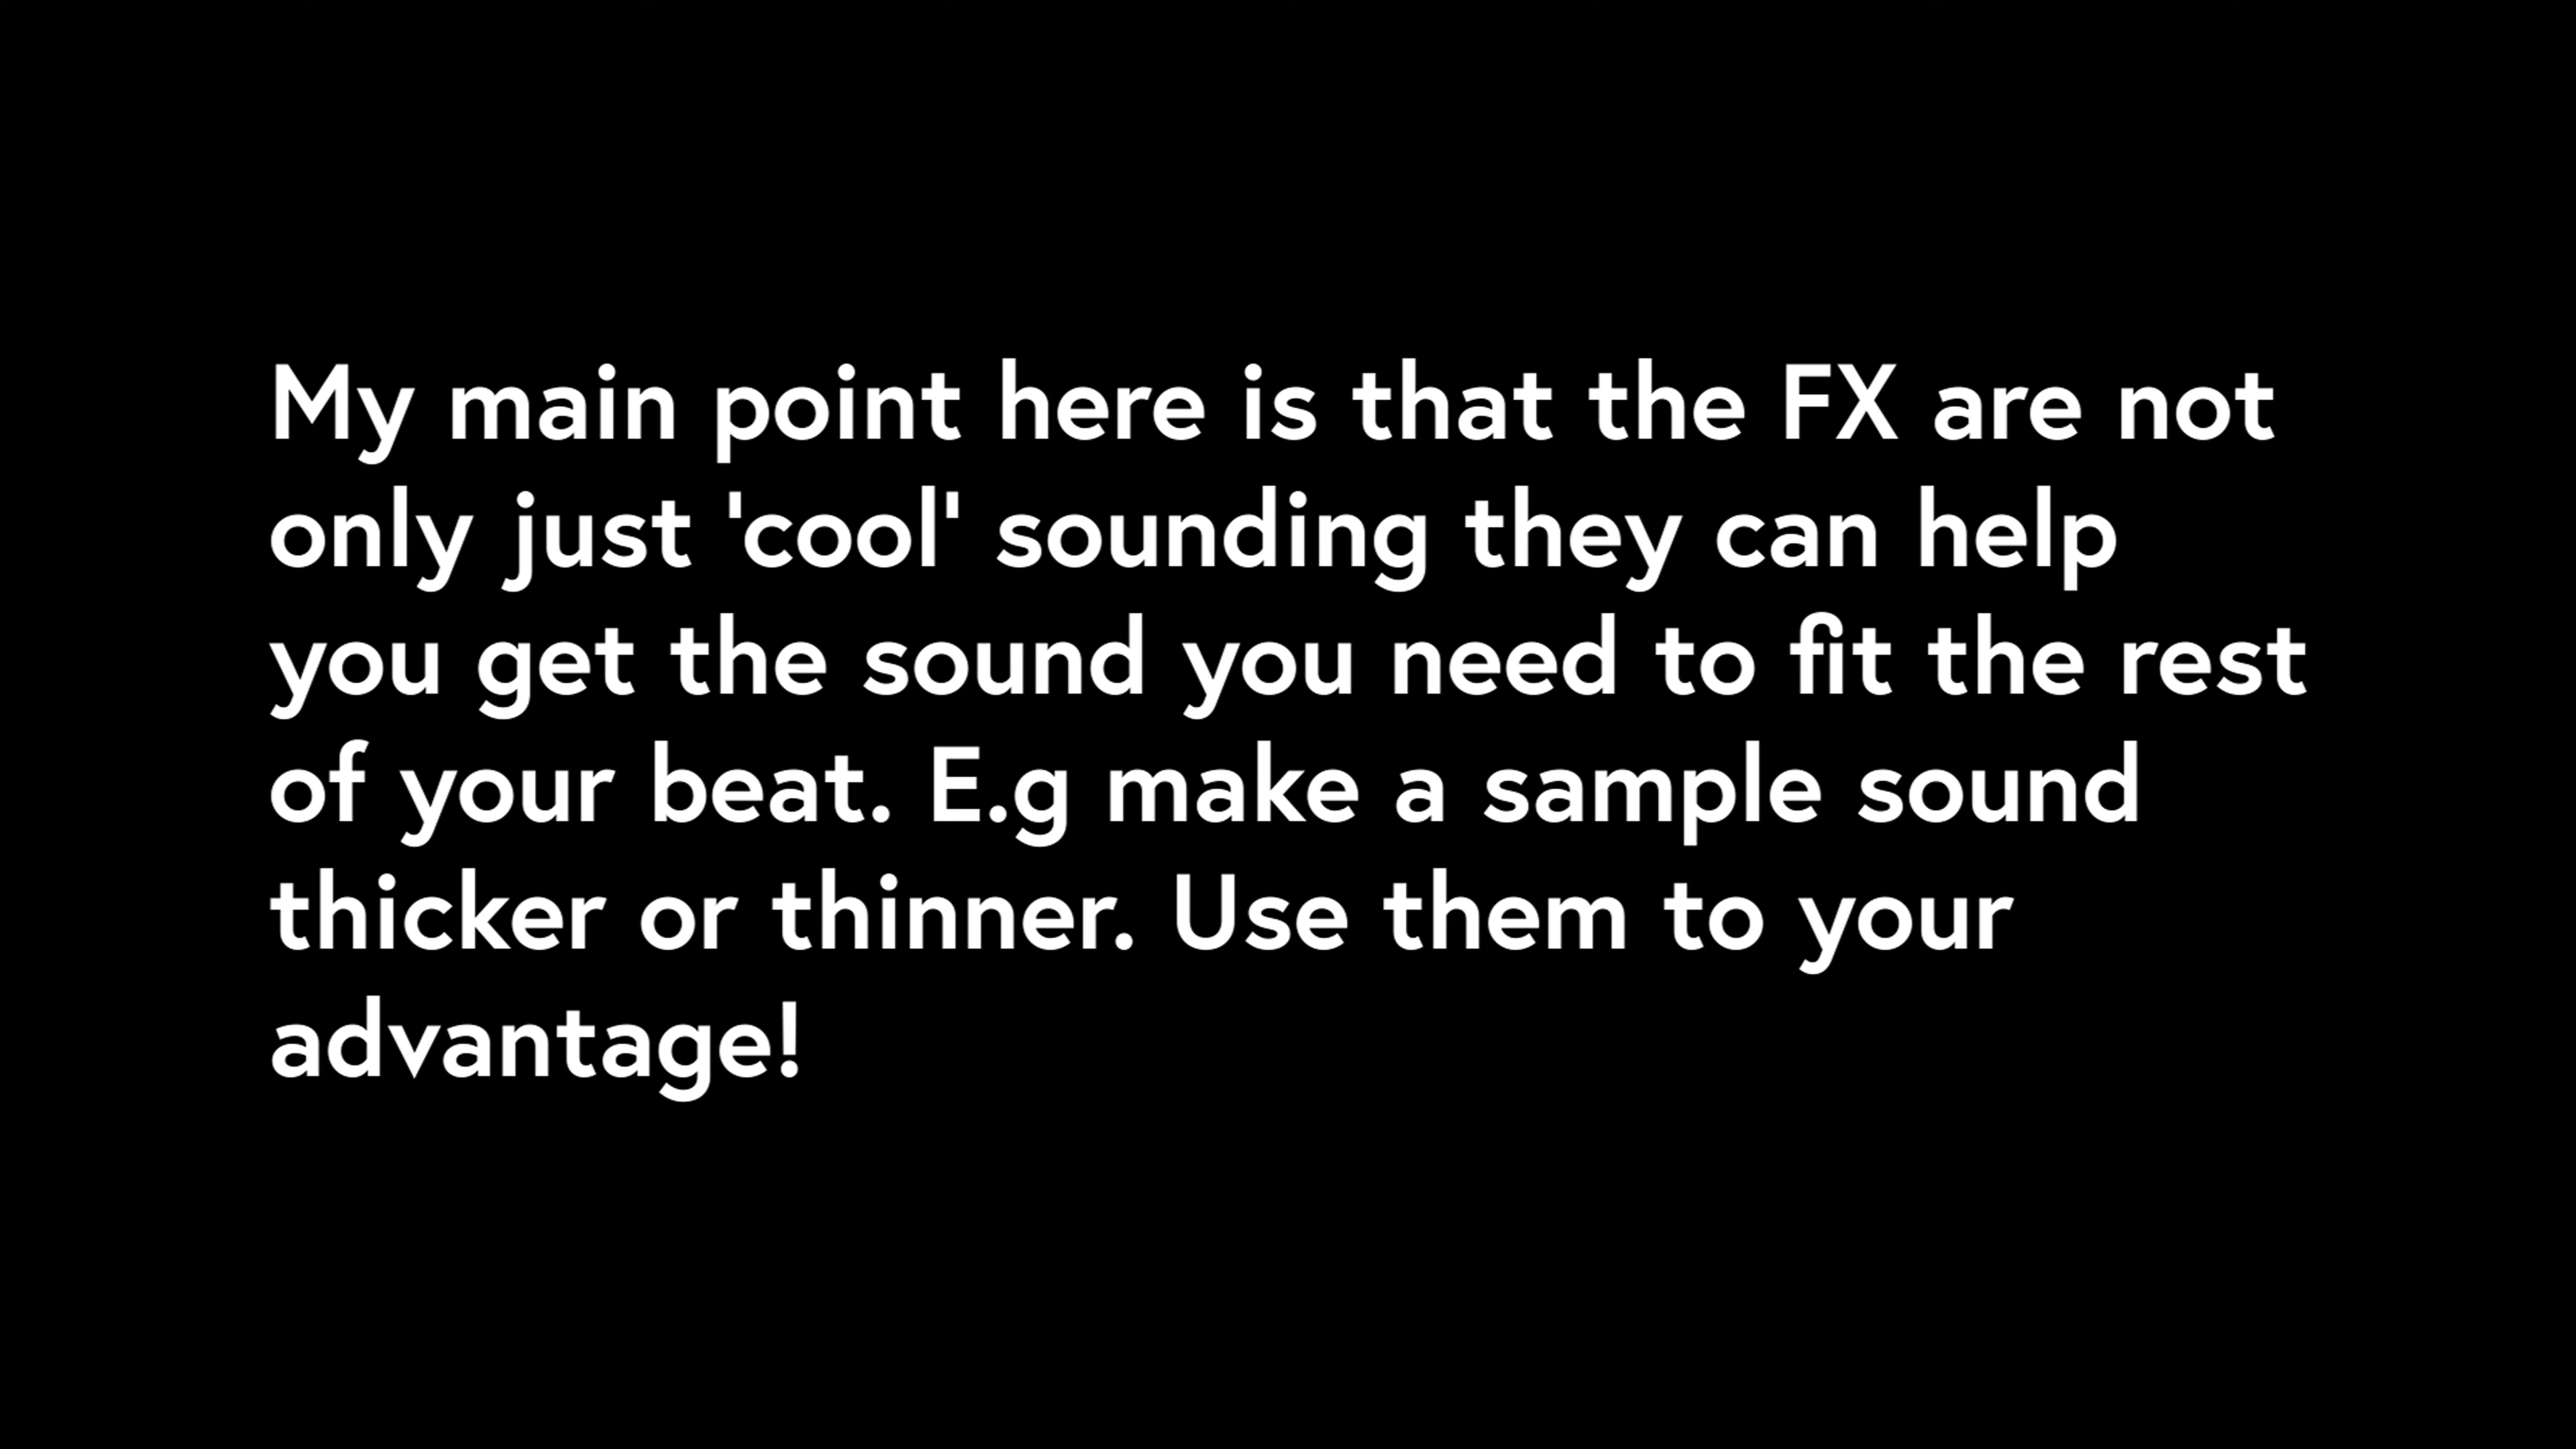 My main point here is that the FX are not
only just 'cool' sounding they can help
you get the sound you need to fit the rest
of your beat. E.g make a sample sound
thicker or thinner. Use them to your
advantage!